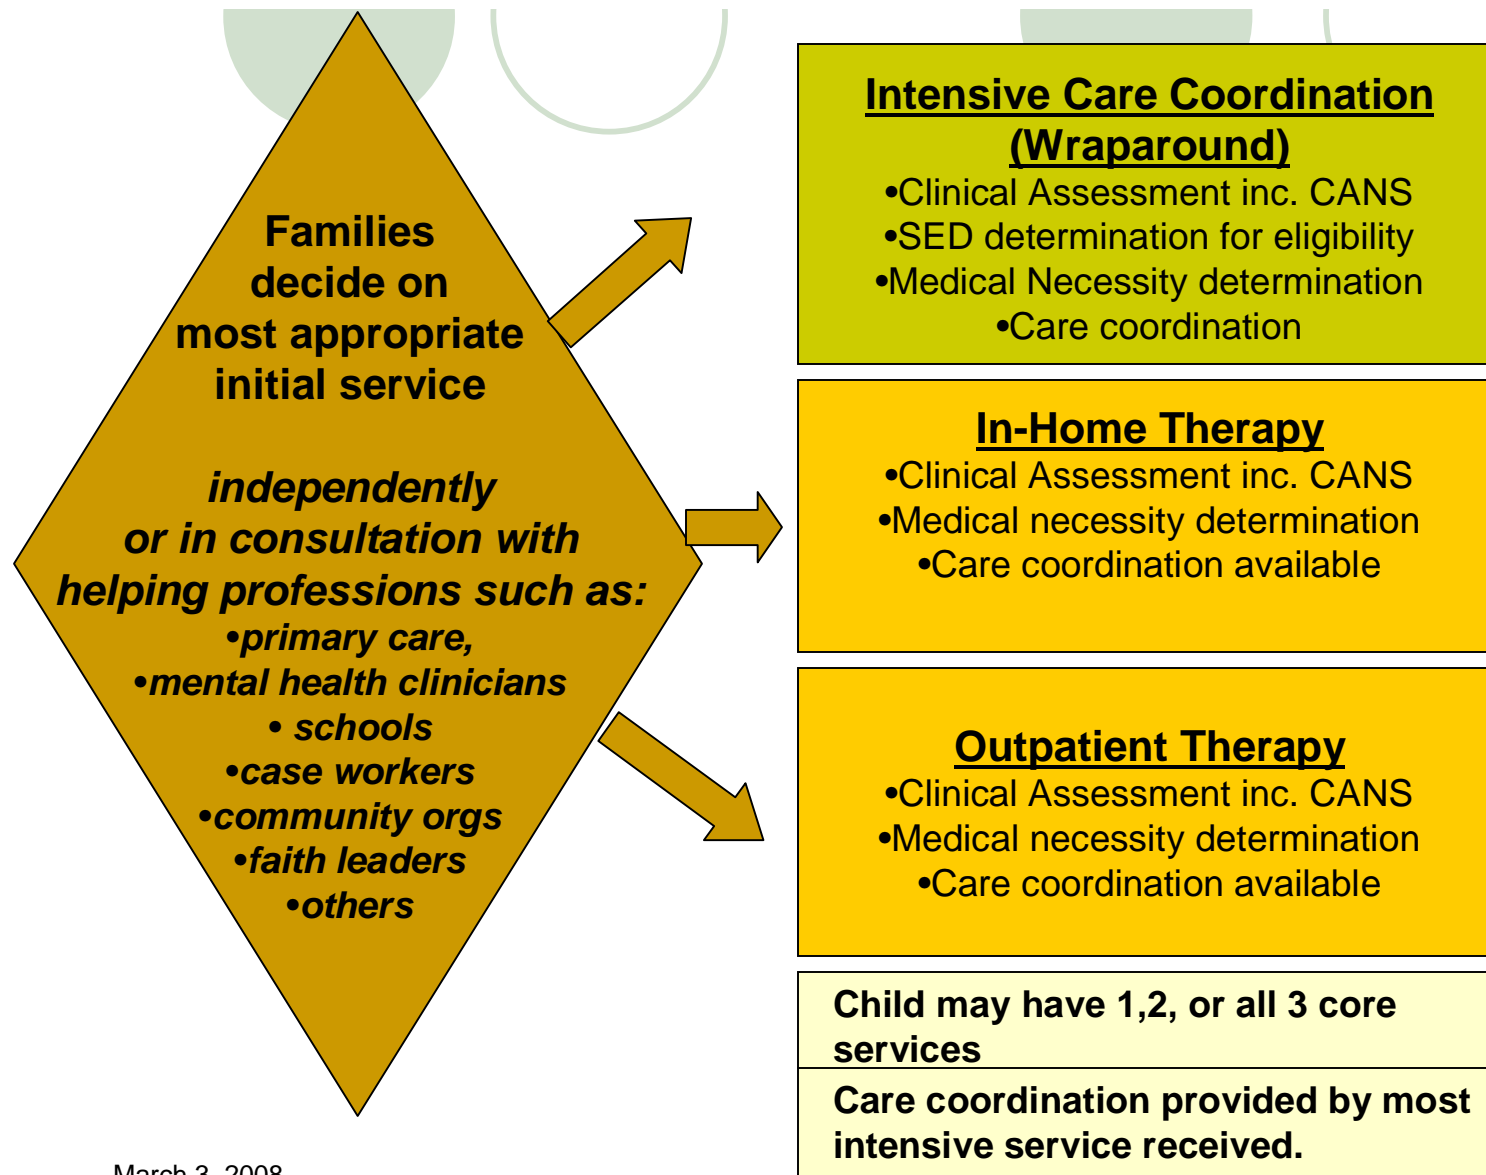 Families
decide on
most appropriate
initial service
independently
or in consultation with
helping professions such as:
•primary care,
•mental health clinicians
• schools
•case workers
•community orgs
•faith leaders
•others
Intensive Care Coordination
(Wraparound)
•Clinical Assessment inc. CANS
•SED determination for eligibility
•Medical Necessity determination
•Care coordination
In-Home Therapy
•Clinical Assessment inc. CANS
•Medical necessity determination
•Care coordination available
Outpatient Therapy
•Clinical Assessment inc. CANS
•Medical necessity determination
•Care coordination available
Child may have 1,2, or all 3 core
services
Care coordination provided by most
intensive service received.
March 3, 2008